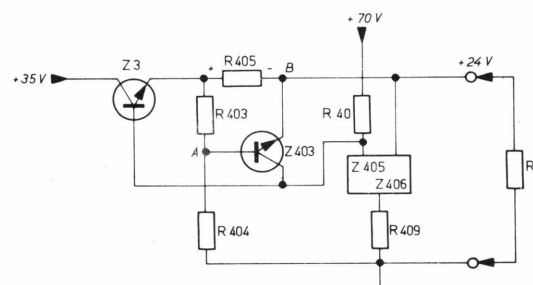 + 70 V
Z 3
+ R 405 - B
+ 35 V
+ 24 V
R 403
R 40
A
Z 403
Z 405
Z 406
R
R 404
R 409